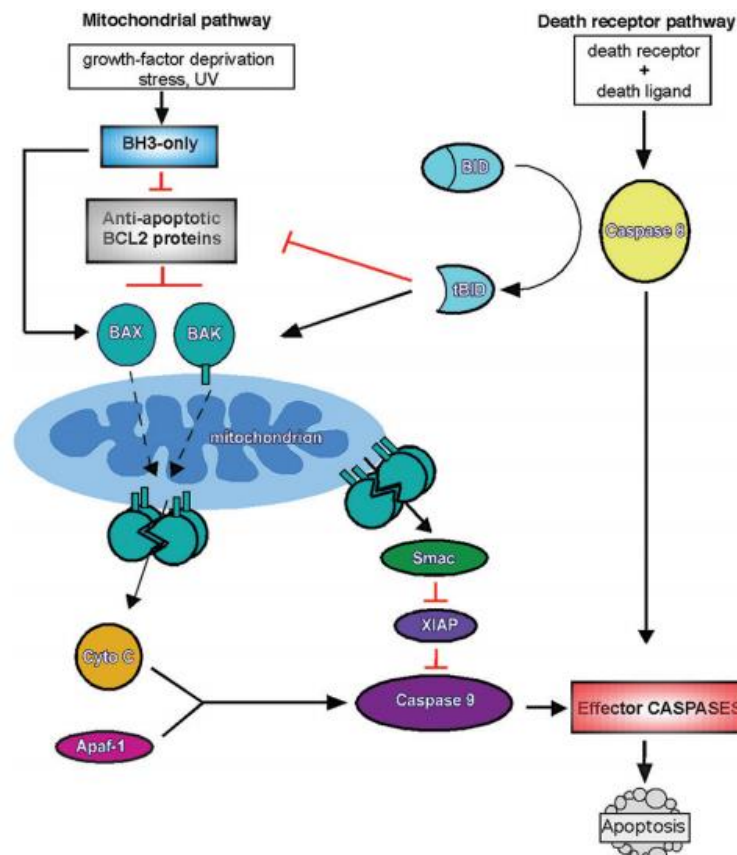 Mitochondrial pathway
Death receptor pathway
growth-factor deprivation
stress, UV
death receptor
+
death ligand
BH3-only
BID
Anti-apoptotic
BCL2 proteins
Caspase 8
tBID
BAX
BAK
mitochondrian
Smac
XIAP
Cyto C
Caspase 9
Effector CASPASES
Apaf-1
Apoptosis